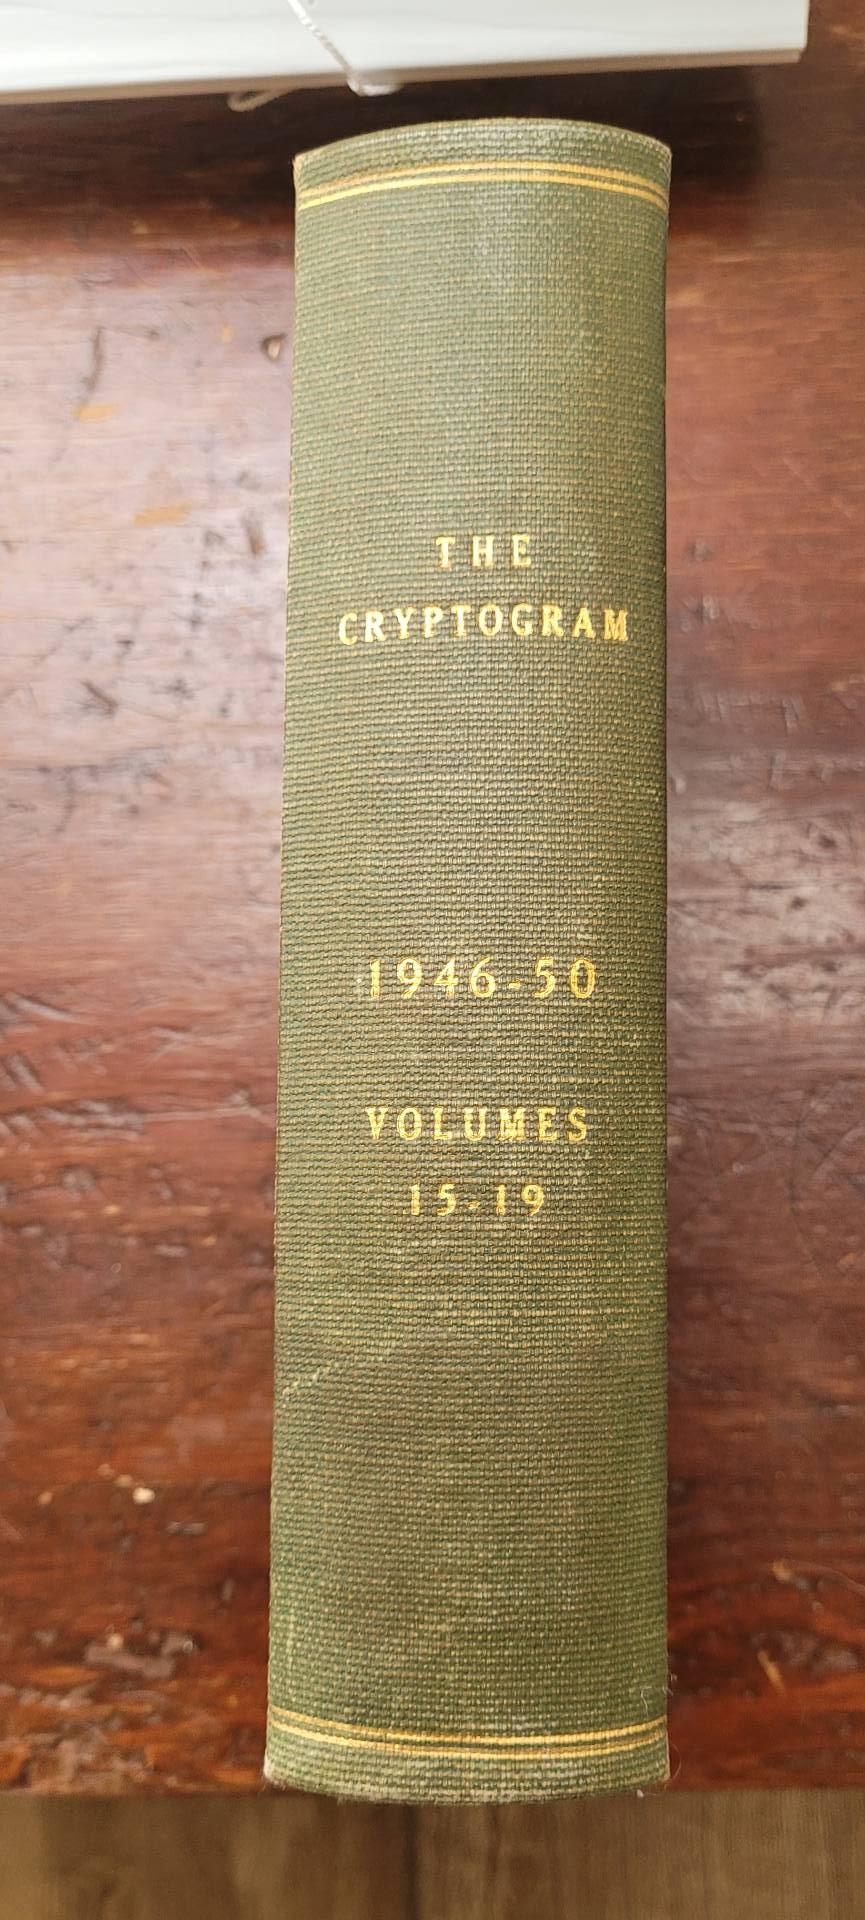 THE
CRYPTOGRAM
1946-50
VOLUMES
15-19